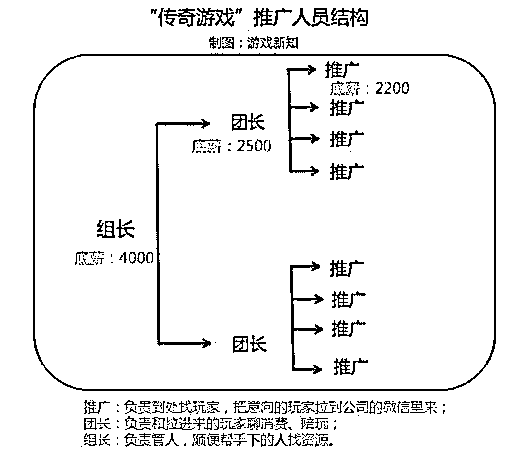 “传奇游戏”推广人员结构
制图：游戏新知
推广
底薪：2200
团长
底薪：2500
推广
推广
推广
组长
底薪：4000
推广
推广
团长
推广
推广
推广：负责到处找玩家，把意向的玩家拉到公司的微信里来；
团长：负责和拉进来的玩家聊消费、陪玩；
组长：负责管人，顺便帮手下的人找资源。